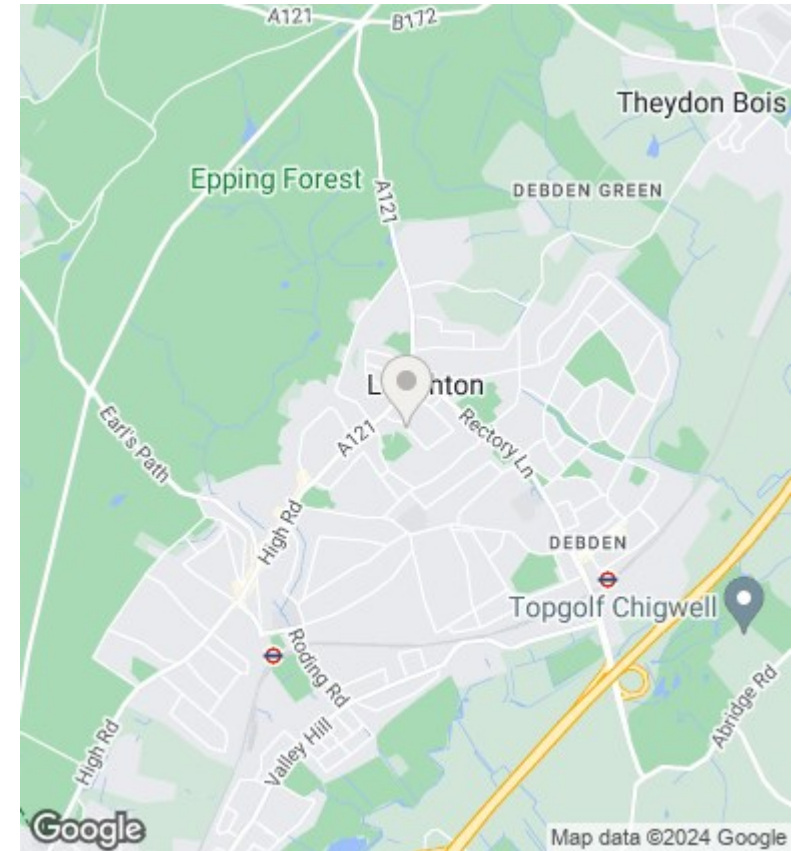 A121
B172
Theydon Bois
Epping Forest
A121
DEBDEN GREEN
L hton
A121
Rectory Ln
Earl's Path
High Rd
DEBDEN
Topgolf Chigwell
Roding Rd
Abridge Rd
Valley Hill
High Rd
Google
Map data ©2024 Google